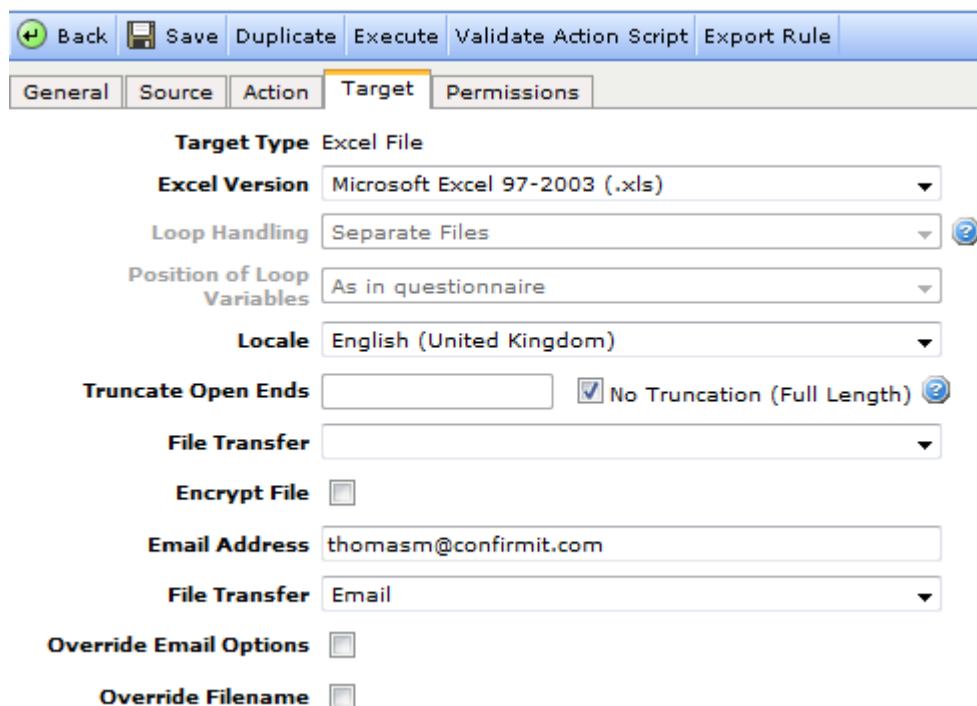 Back Save Duplicate Execute Validate Action Script Export Rule
General Source Action Target Permissions
Target Type Excel File
Excel Version Microsoft Excel 97-2003 (.xls)
Loop Handling Separate Files
Position of Loop
Variables As in questionnaire
Locale English (United Kingdom)
Truncate Open Ends No Truncation (Full Length)
File Transfer
Encrypt File
Email Address thomasm@confirmit.com
File Transfer Email
Override Email Options
Override Filename